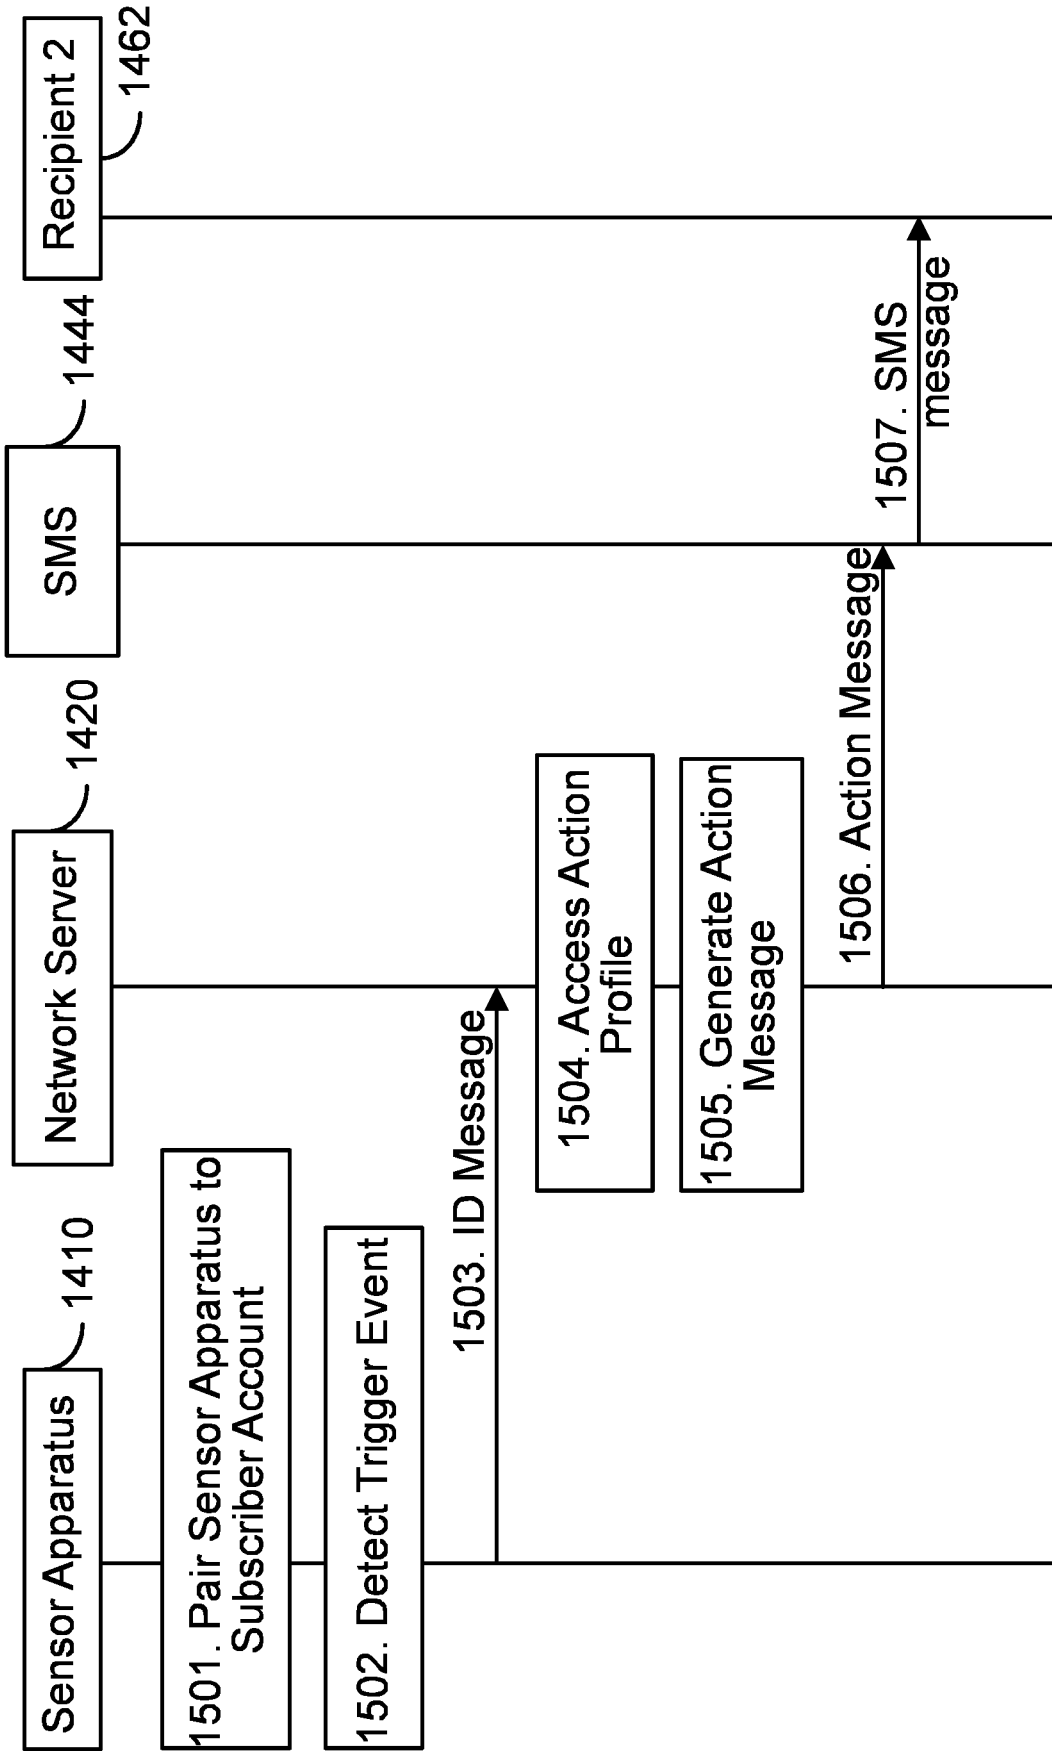 Sensor Apparatus
1410
Network Server
1420
SMS
1444
Recipient 2
1462
1501. Pair Sensor Apparatus to
Subscriber Account
1502. Detect Trigger Event
1503. ID Message
1504. Access Action
Profile
1505. Generate Action
Message
1506. Action Message
1507. SMS
message